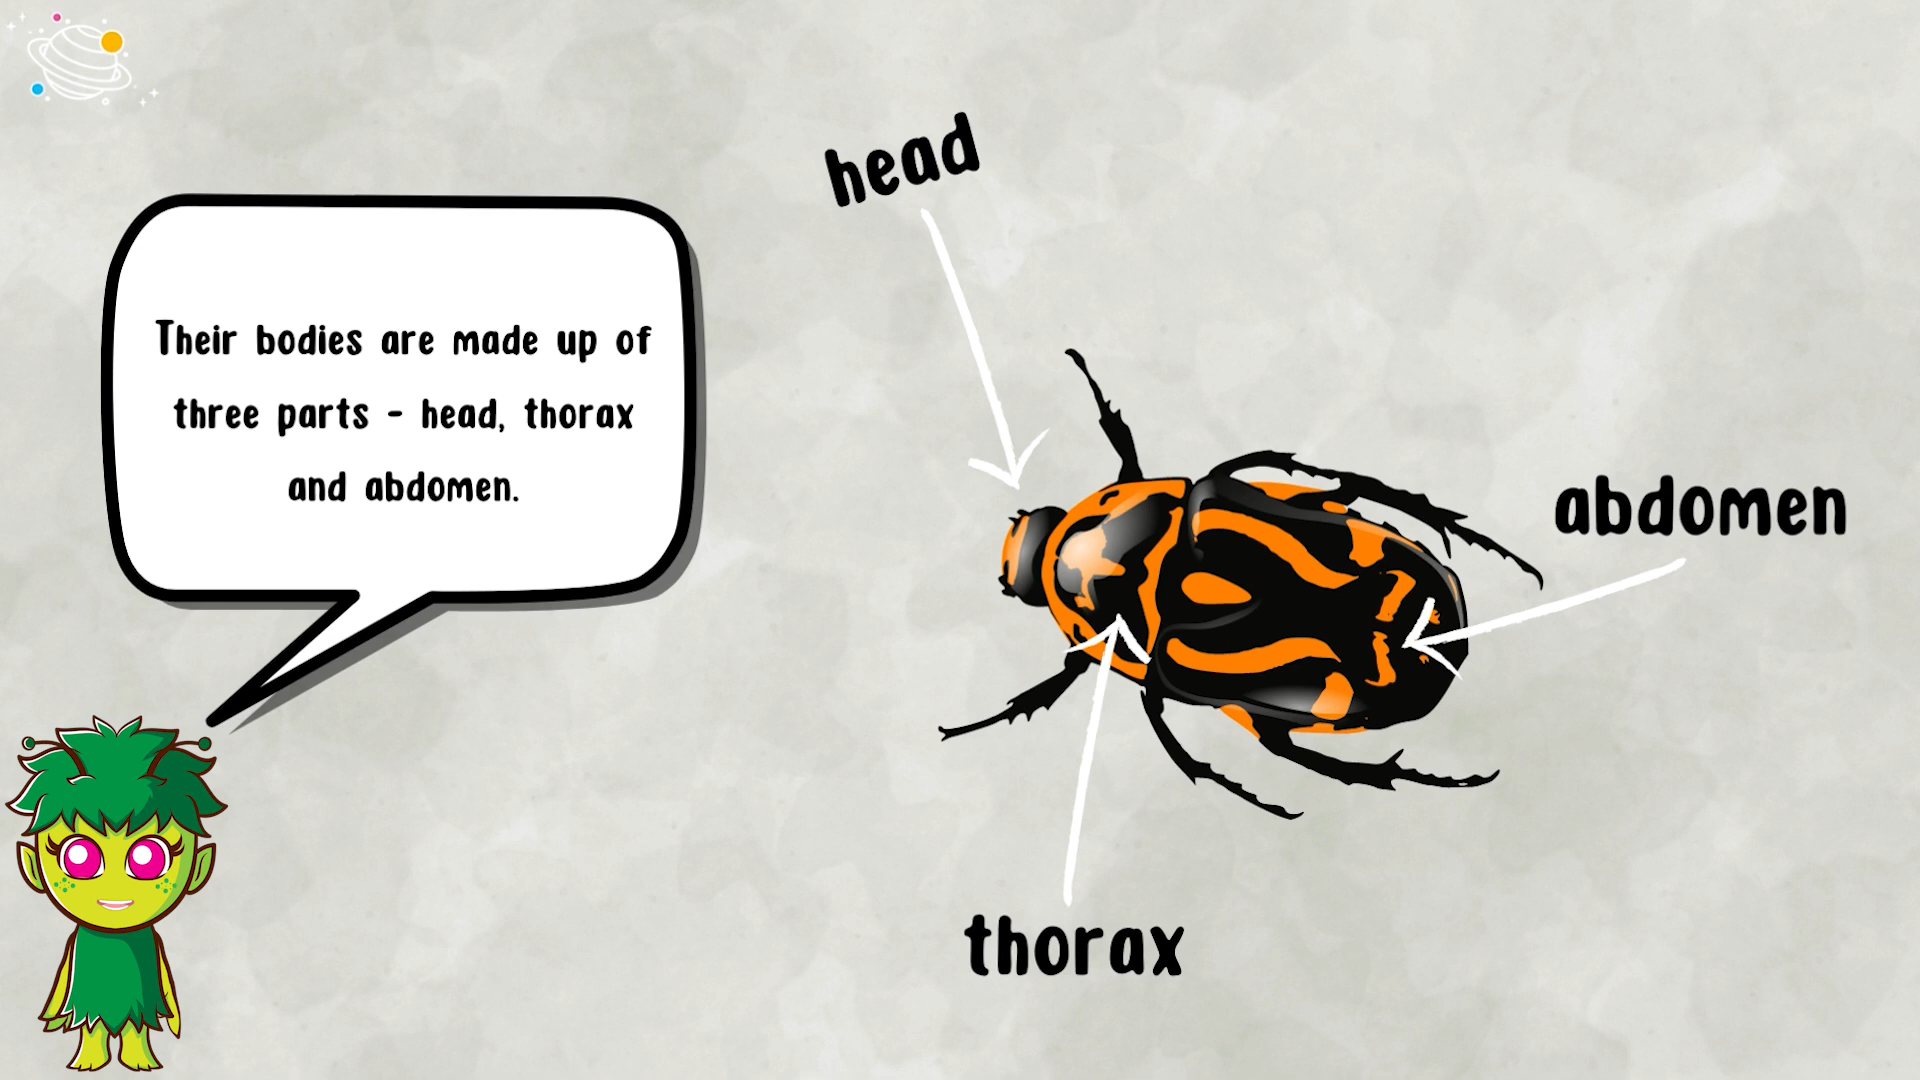 head
Their bodies are made up of
three parts - head, thorax
and abdomen.
abdomen
thorax